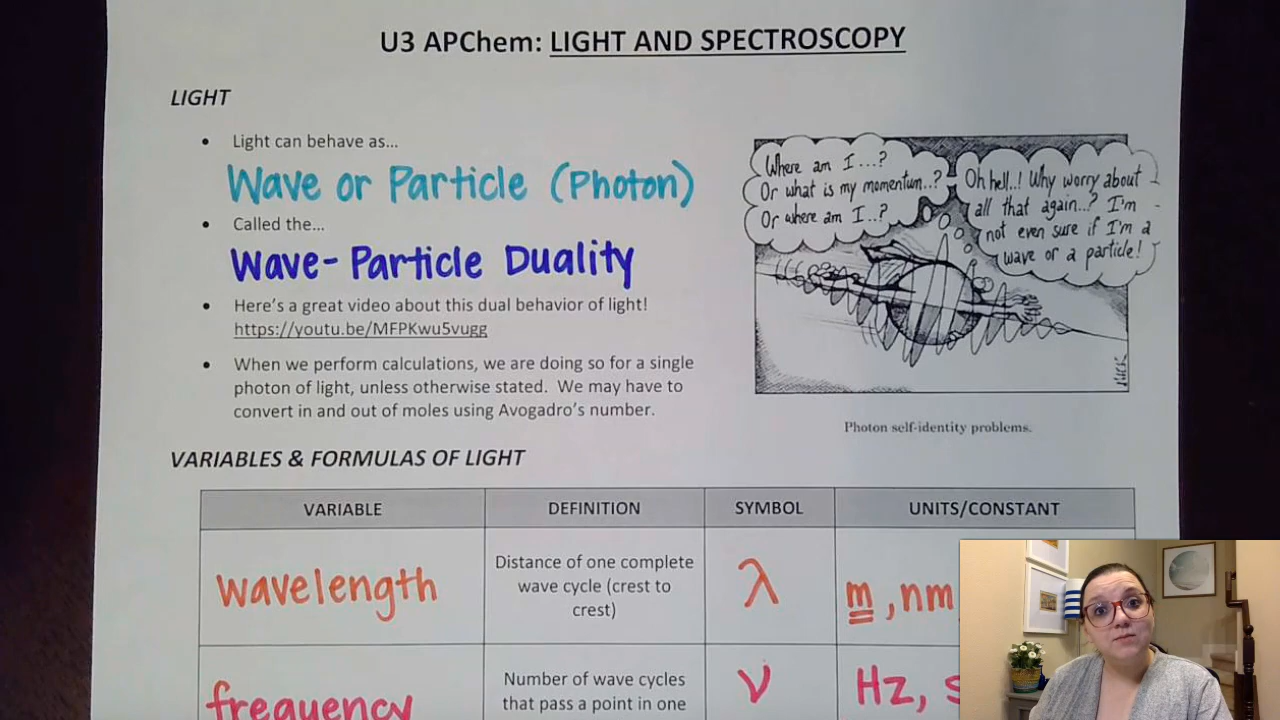 U3 APChem: LIGHT AND SPECTROSCOPY
LIGHT
• Light can behave as...
Wave or Particle (Photon)
• Called the...
Wave-Particle Duality
• Here's a great video about this dual behavior of light!
https://youtu.be/MFPKwu5vugg
• When we perform calculations, we are doing so for a single
photon of light, unless otherwise stated. We may have to
convert in and out of moles using Avogadro's number.
Where am I...?
Or what is my momentum..?
Or where am I..?
Oh hell..! Why worry about
all that again..? I'm
not even sure if I'm a
wave or a particle!
Photon self-identity problems.
VARIABLES & FORMULAS OF LIGHT
VARIABLE DEFINITION SYMBOL UNITS/CONSTANT
wavelength
Distance of one complete
wave cycle (crest to
crest)
λ
m, nm
frequency
Number of wave cycles
that pass a point in one
ν
Hz, s